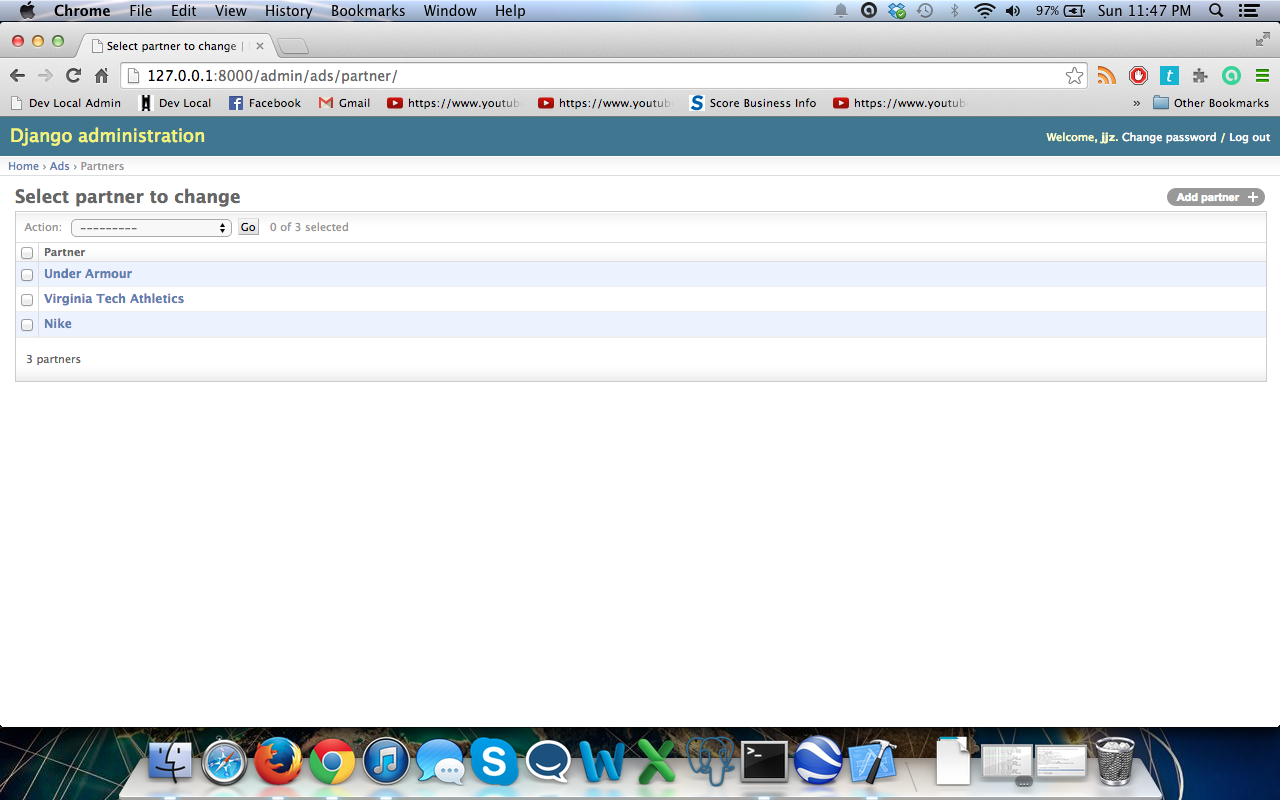 Chrome File Edit View History Bookmarks Window Help 97% Sun 11:47 PM
Select partner to change |
127.0.0.1:8000/admin/ads/partner/
Dev Local Admin Dev Local Facebook Gmail https://www.youtub https://www.youtub Score Business Info https://www.youtub » Other Bookmarks
Django administration Welcome, jjz. Change password / Log out
Home › Ads › Partners
Select partner to change Add partner +
Action: --------- Go 0 of 3 selected
Partner
Under Armour
Virginia Tech Athletics
Nike
3 partners